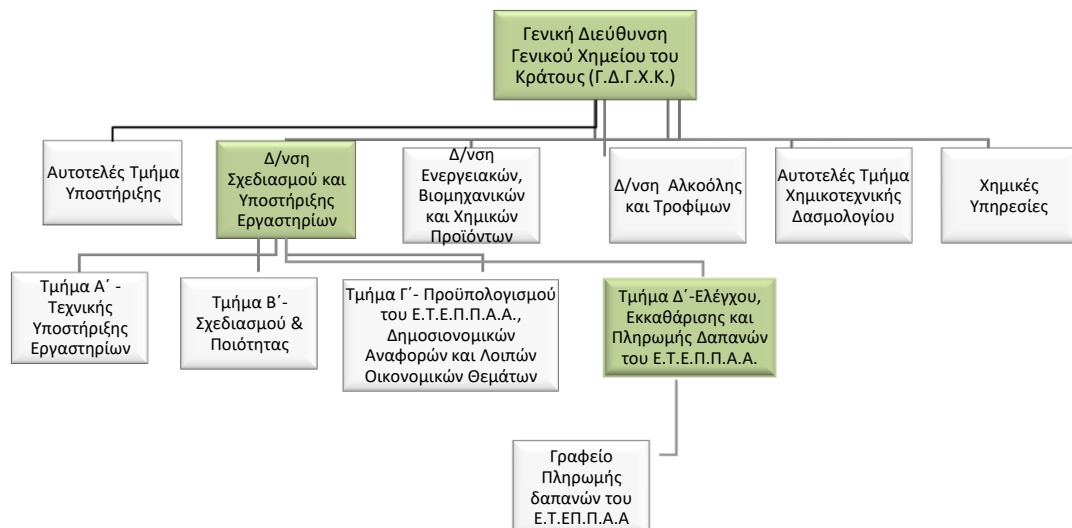 Γενική Διεύθυνση
Γενικού Χημείου του
Κράτους (Γ.Δ.Γ.Χ.Κ.)
Αυτοτελές Τμήμα
Υποστήριξης
Δ/νση
Σχεδιασμού και
Υποστήριξης
Εργαστηρίων
Δ/νση
Ενεργειακών,
Βιομηχανικών
και Χημικών
Προϊόντων
Δ/νση Αλκοόλης
και Τροφίμων
Αυτοτελές Τμήμα
Χημικοτεχνικής
Δασμολογίου
Χημικές
Υπηρεσίες
Τμήμα Α΄ -
Τεχνικής
Υποστήριξης
Εργαστηρίων
Τμήμα Β΄-
Σχεδιασμού &
Ποιότητας
Τμήμα Γ΄- Προϋπολογισμού
του Ε.Τ.Ε.Π.Π.Α.Α.,
Δημοσιονομικών
Αναφορών και Λοιπών
Οικονομικών Θεμάτων
Τμήμα Δ΄-Ελέγχου,
Εκκαθάρισης και
Πληρωμής Δαπανών
του Ε.Τ.Ε.Π.Π.Α.Α.
Γραφείο
Πληρωμής
δαπανών του
Ε.Τ.ΕΠ.Π.Α.Α